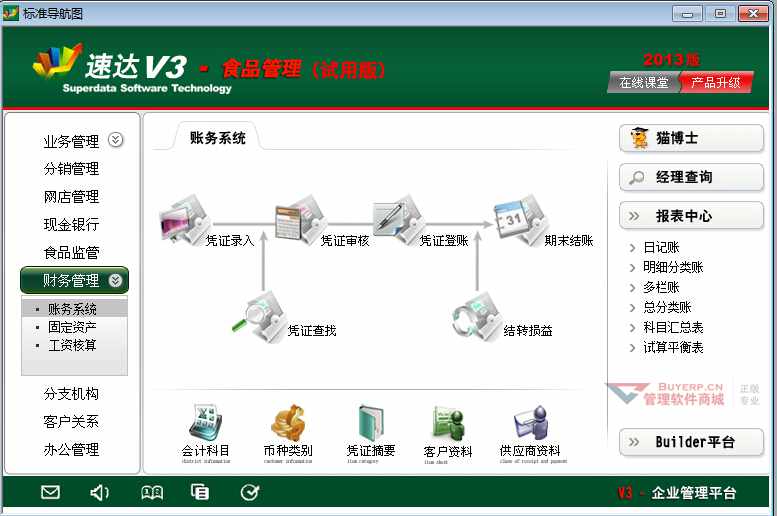 标准导航图
速达V3 - 食品管理（试用版）
Superdata Software Technology
2013版
在线课堂
产品升级
业务管理
分销管理
网店管理
现金银行
食品监管
财务管理
账务系统
固定资产
工资核算
分支机构
客户关系
办公管理
账务系统
凭证录入
凭证审核
凭证登账
期末结账
凭证查找
结转损益
会计科目
district information
币种类别
customer information
凭证摘要
item category
客户资料
item stock
供应商资料
class of receipt and payment
猫博士
经理查询
报表中心
日记账
明细分类账
多栏账
总分类账
科目汇总表
试算平衡表
BUYERP.CN
管理软件商城
正版
专业
Builder平台
V3 - 企业管理平台